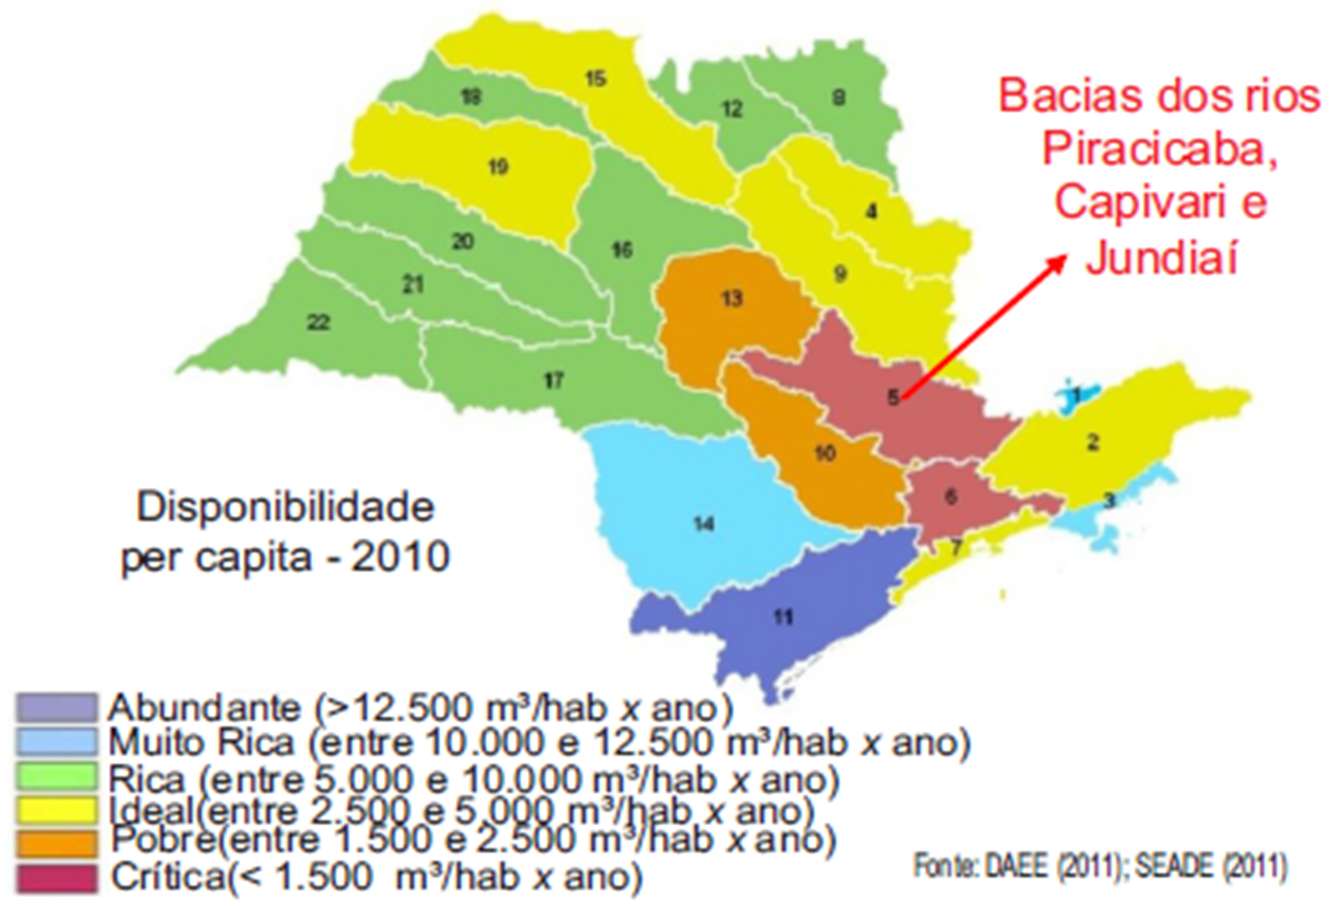 15
18
12
8
19
4
20
16
9
21
13
22
17
5
1
10
2
6
3
14
7
11
Bacias dos rios
Piracicaba,
Capivari e
Jundiaí
Disponibilidade
per capita - 2010
Abundante (>12.500 m³/hab x ano)
Muito Rica (entre 10.000 e 12.500 m³/hab x ano)
Rica (entre 5.000 e 10.000 m³/hab x ano)
Ideal(entre 2.500 e 5.000 m³/hab x ano)
Pobre(entre 1.500 e 2.500 m³/hab x ano)
Crítica(< 1.500 m³/hab x ano)
Fonte: DAEE (2011); SEADE (2011)